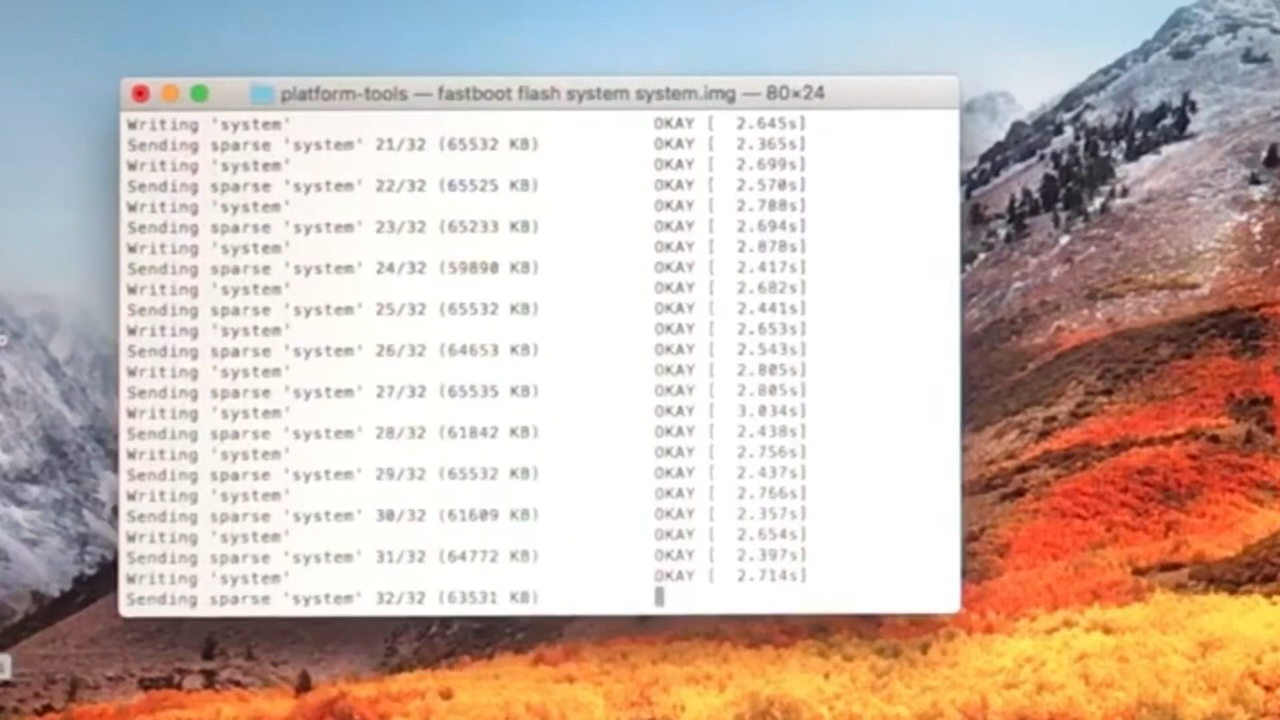 platform-tools — fastboot flash system system.img — 80×24
Writing 'system' OKAY [ 2.645s]
Sending sparse 'system' 21/32 (65532 KB) OKAY [ 2.365s]
Writing 'system' OKAY [ 2.699s]
Sending sparse 'system' 22/32 (65525 KB) OKAY [ 2.570s]
Writing 'system' OKAY [ 2.788s]
Sending sparse 'system' 23/32 (65233 KB) OKAY [ 2.694s]
Writing 'system' OKAY [ 2.878s]
Sending sparse 'system' 24/32 (59890 KB) OKAY [ 2.417s]
Writing 'system' OKAY [ 2.682s]
Sending sparse 'system' 25/32 (65532 KB) OKAY [ 2.441s]
Writing 'system' OKAY [ 2.653s]
Sending sparse 'system' 26/32 (64653 KB) OKAY [ 2.543s]
Writing 'system' OKAY [ 2.805s]
Sending sparse 'system' 27/32 (65535 KB) OKAY [ 2.805s]
Writing 'system' OKAY [ 3.034s]
Sending sparse 'system' 28/32 (61842 KB) OKAY [ 2.438s]
Writing 'system' OKAY [ 2.756s]
Sending sparse 'system' 29/32 (65532 KB) OKAY [ 2.437s]
Writing 'system' OKAY [ 2.766s]
Sending sparse 'system' 30/32 (61609 KB) OKAY [ 2.357s]
Writing 'system' OKAY [ 2.654s]
Sending sparse 'system' 31/32 (64772 KB) OKAY [ 2.397s]
Writing 'system' OKAY [ 2.714s]
Sending sparse 'system' 32/32 (63531 KB)